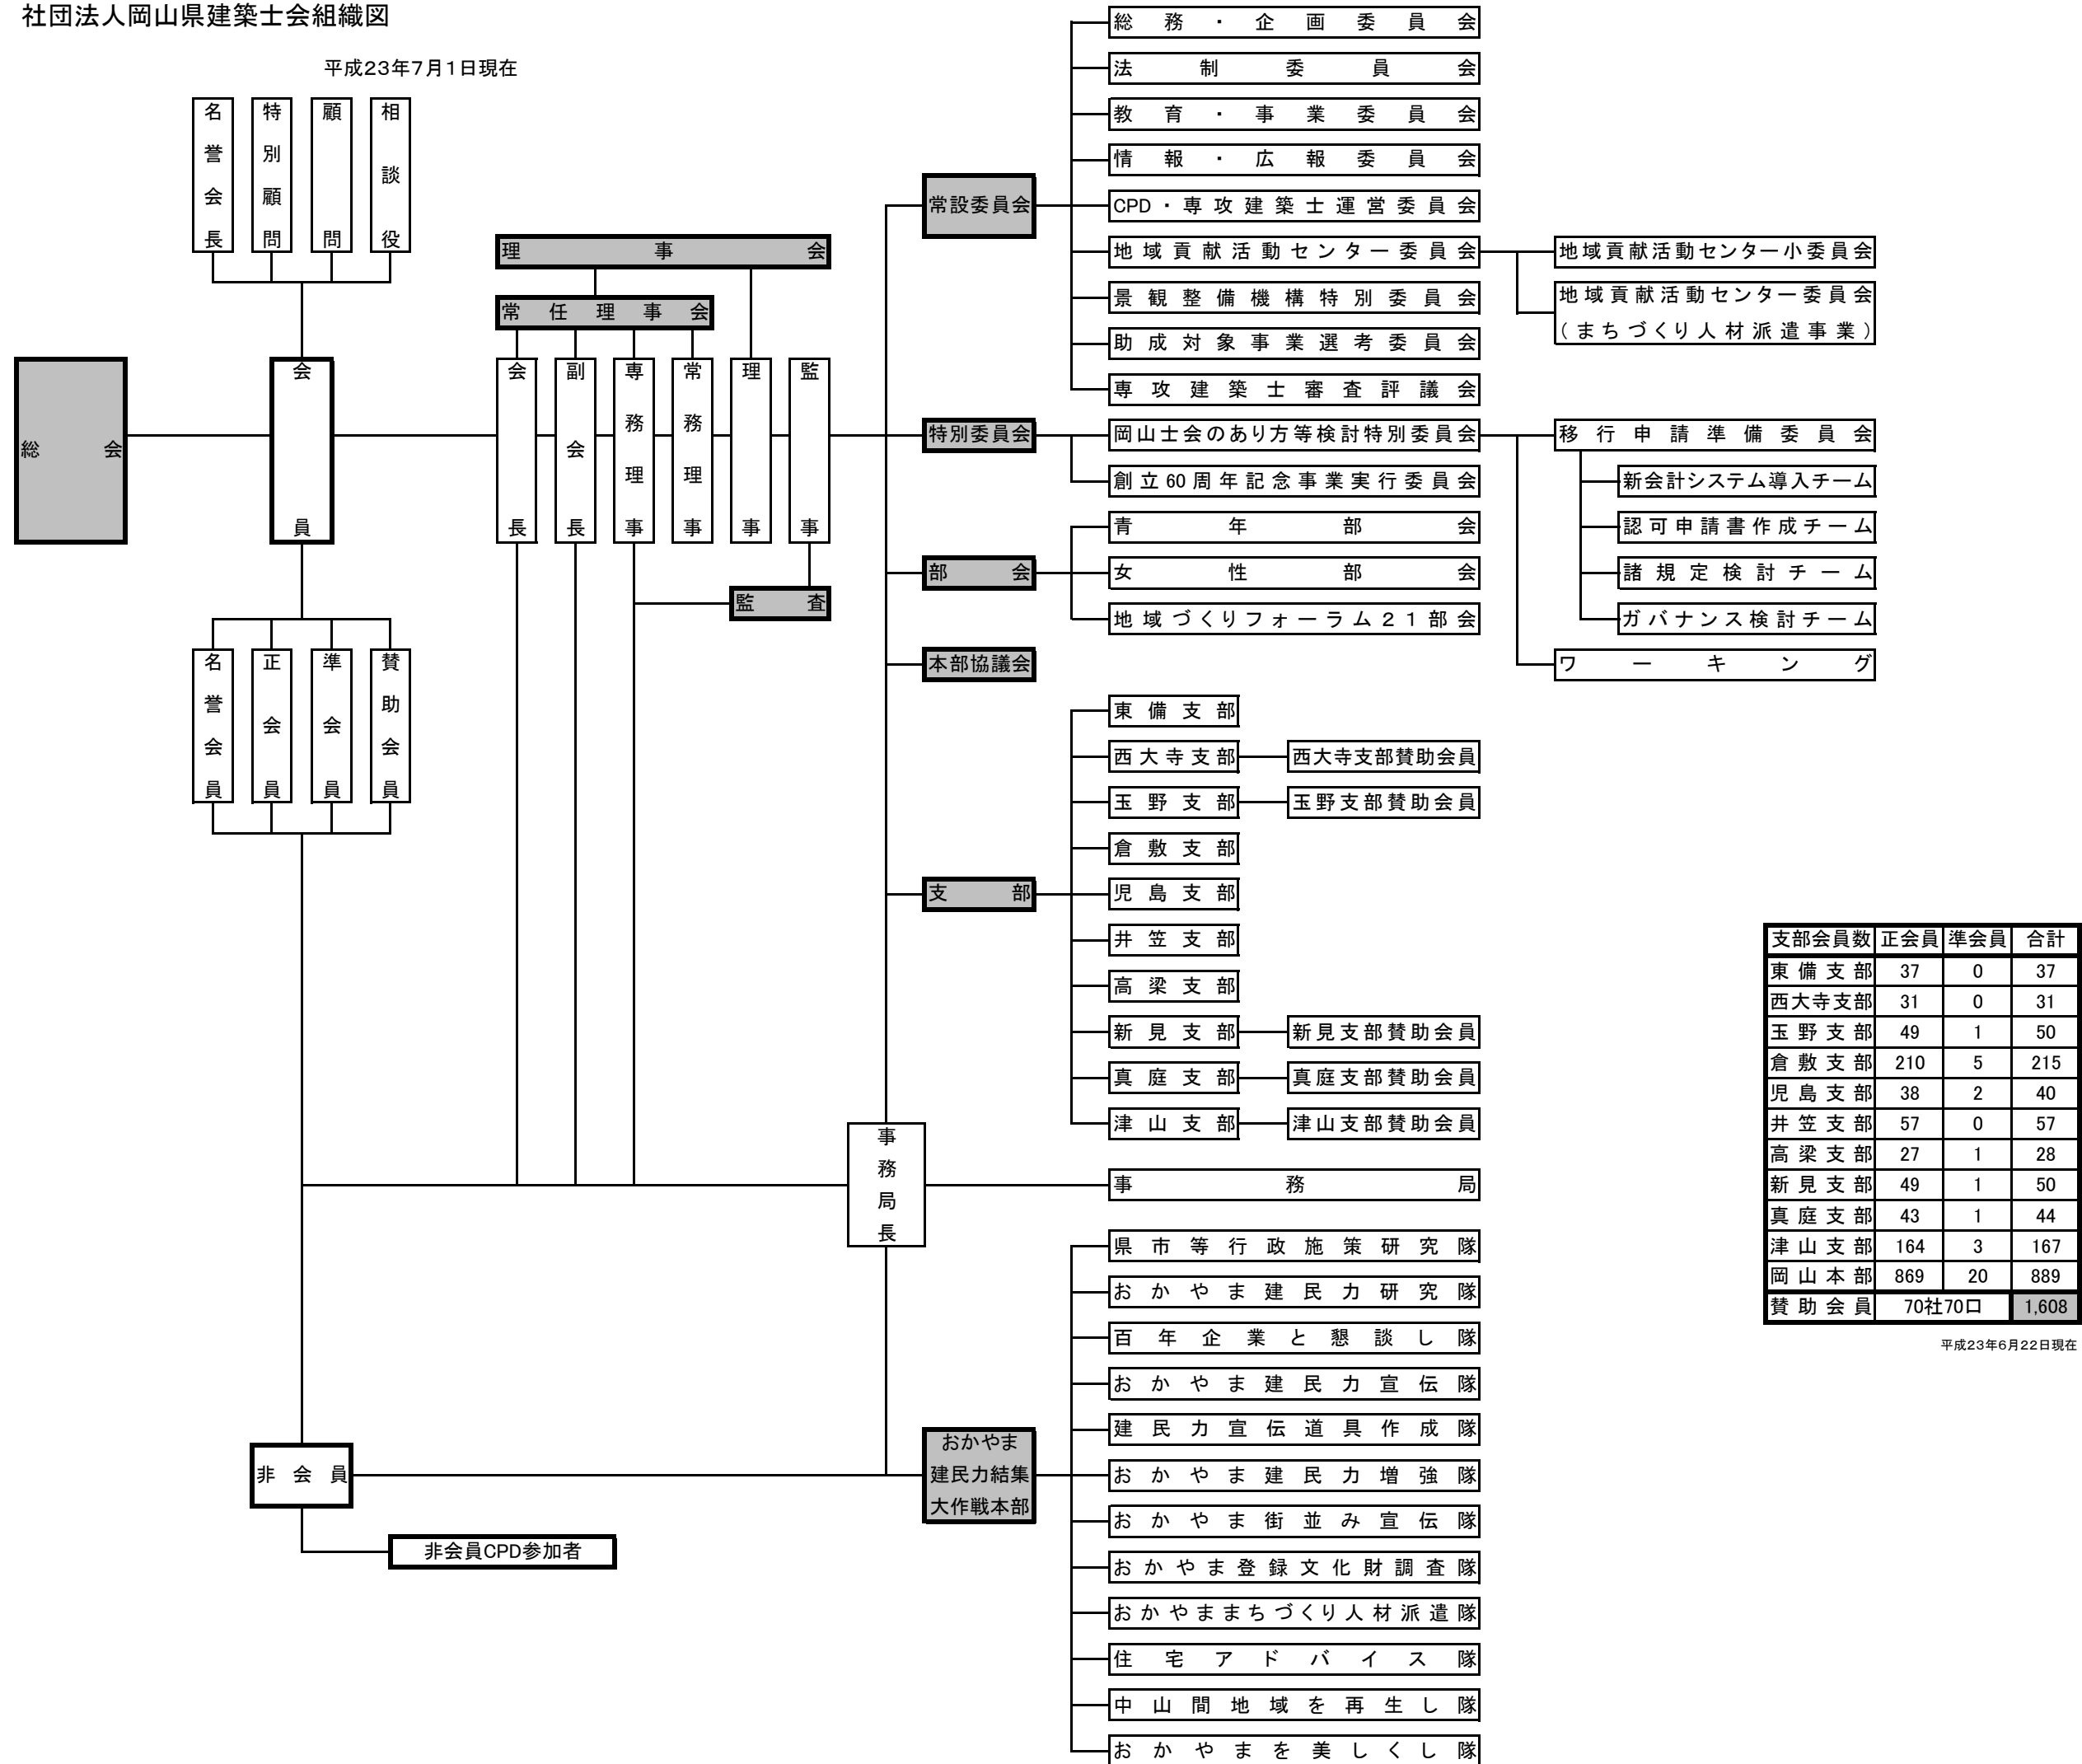 社団法人岡山県建築士会組織図
平成23年7月1日現在
名誉会長
特別顧問
顧問
相談役
総会
会員
名誉会員
正会員
準会員
賛助会員
非会員
非会員CPD参加者
理事会
常任理事会
会長
副会長
専務理事
常務理事
理事
監事
監査
事務局長
常設委員会
総務・企画委員会
法制委員会
教育・事業委員会
情報・広報委員会
CPD・専攻建築士運営委員会
地域貢献活動センター委員会
地域貢献活動センター小委員会
地域貢献活動センター委員会
(まちづくり人材派遣事業)
景観整備機構特別委員会
助成対象事業選考委員会
専攻建築士審査評議会
特別委員会
岡山士会のあり方等検討特別委員会
移行申請準備委員会
新会計システム導入チーム
認可申請書作成チーム
諸規定検討チーム
ガバナンス検討チーム
ワーキング
創立60周年記念事業実行委員会
部会
青年部会
女性部会
地域づくりフォーラム21部会
本部協議会
支部
東備支部
西大寺支部 西大寺支部賛助会員
玉野支部 玉野支部賛助会員
倉敷支部
児島支部
井笠支部
高梁支部
新見支部 新見支部賛助会員
真庭支部 真庭支部賛助会員
津山支部 津山支部賛助会員
事務局
おかやま
建民力結集
大作戦本部
県市等行政施策研究隊
おかやま建民力研究隊
百年企業と懇談し隊
おかやま建民力宣伝隊
建民力宣伝道具作成隊
おかやま建民力増強隊
おかやま街並み宣伝隊
おかやま登録文化財調査隊
おかやままちづくり人材派遣隊
住宅アドバイス隊
中山間地域を再生し隊
おかやまを美しくし隊
支部会員数 正会員 準会員 合計
東備支部 37 0 37
西大寺支部 31 0 31
玉野支部 49 1 50
倉敷支部 210 5 215
児島支部 38 2 40
井笠支部 57 0 57
高梁支部 27 1 28
新見支部 49 1 50
真庭支部 43 1 44
津山支部 164 3 167
岡山本部 869 20 889
賛助会員 70社70口 1,608
平成23年6月22日現在